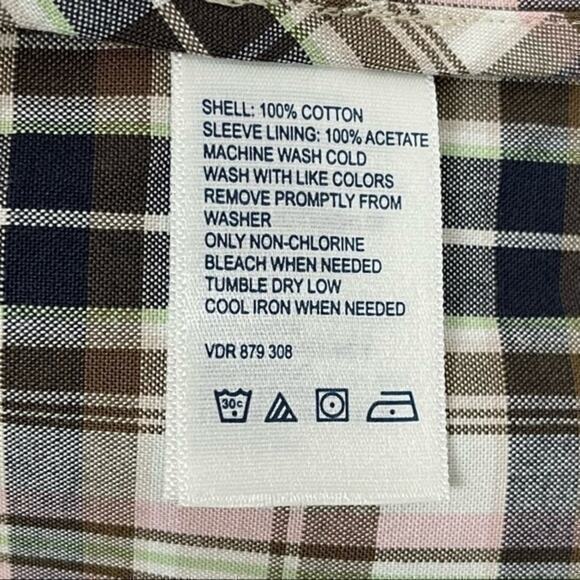 SHELL: 100% COTTON
SLEEVE LINING: 100% ACETATE
MACHINE WASH COLD
WASH WITH LIKE COLORS
REMOVE PROMPTLY FROM
WASHER
ONLY NON-CHLORINE
BLEACH WHEN NEEDED
TUMBLE DRY LOW
COOL IRON WHEN NEEDED
VDR 879 308
30c